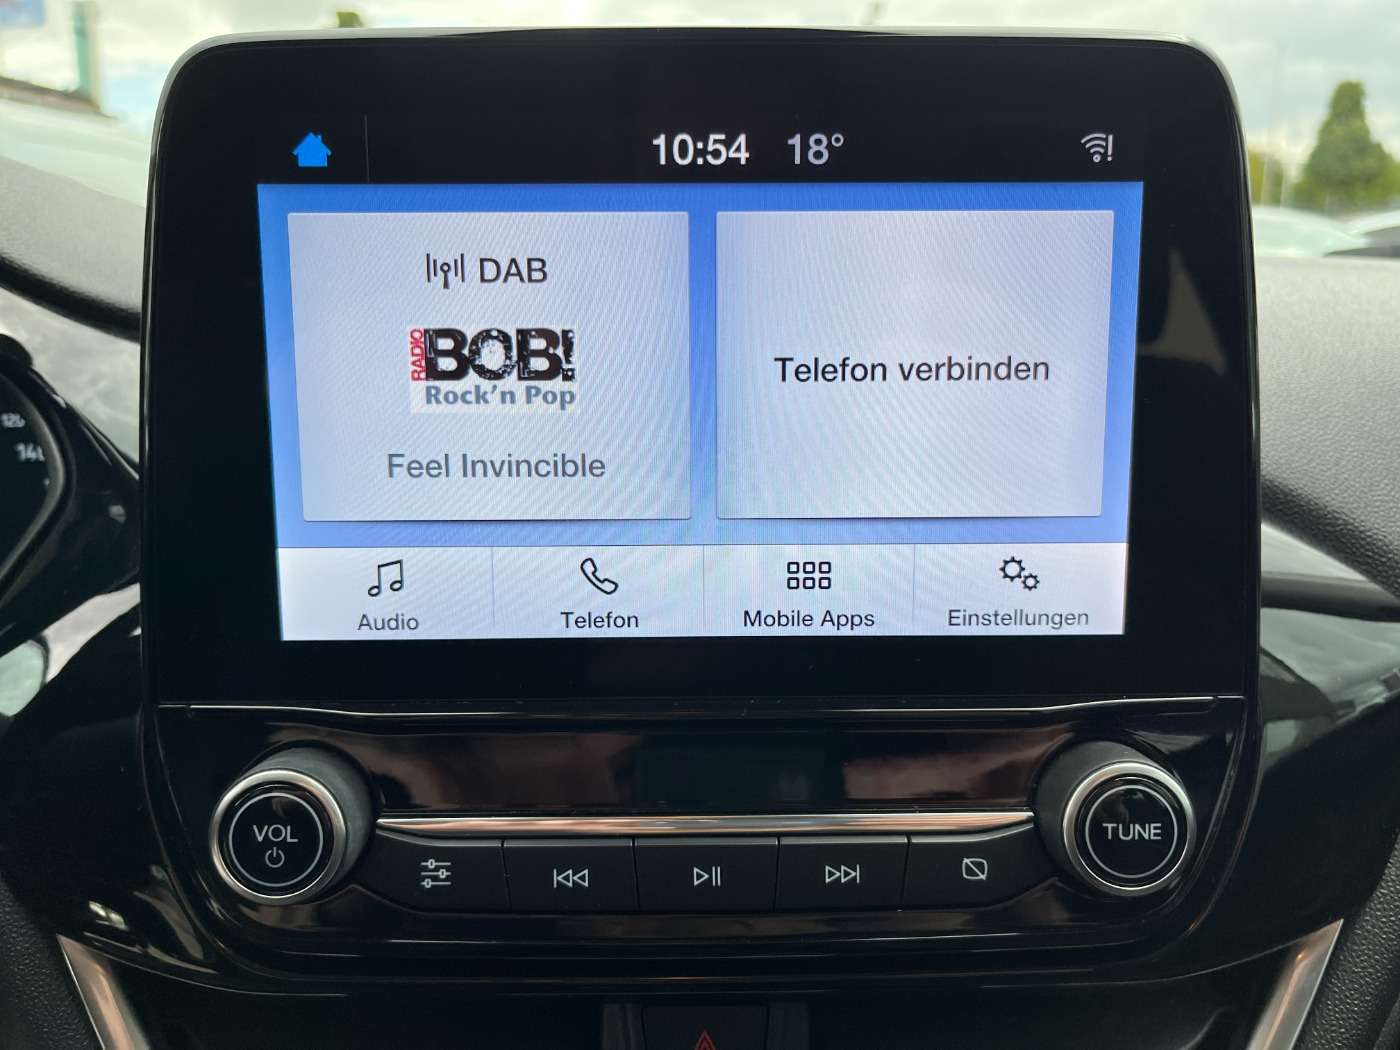 10:54 18°
DAB
RADIO BOB!
Rock'n Pop
Feel Invincible
Telefon verbinden
Audio Telefon Mobile Apps Einstellungen
VOL
TUNE
120